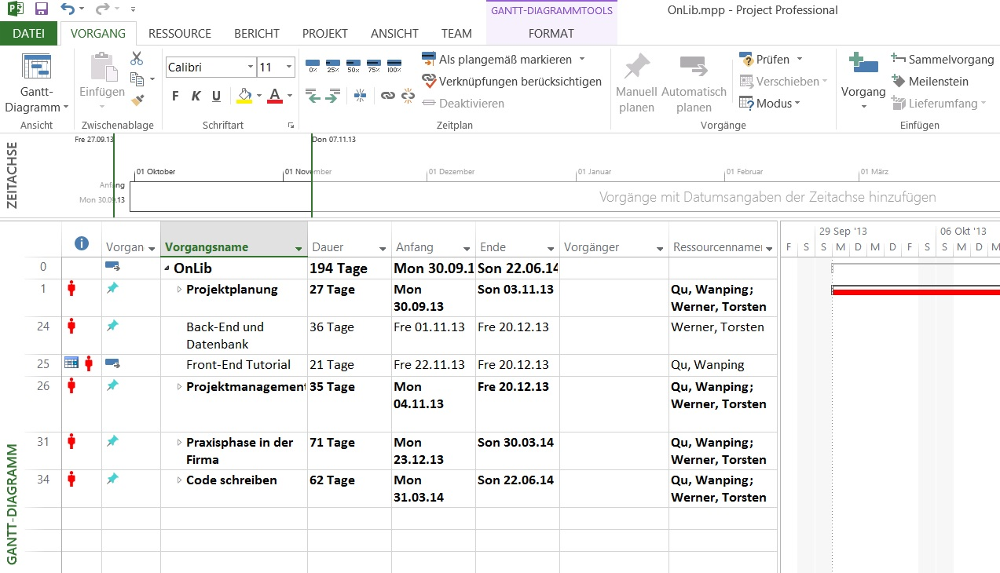 GANTT-DIAGRAMMTOOLS
OnLib.mpp - Project Professional
DATEI
VORGANG
RESSOURCE
BERICHT
PROJEKT
ANSICHT
TEAM
FORMAT
Gantt-
Diagramm
Ansicht
Einfügen
Zwischenablage
Calibri
11
F K U
A
Schriftart
0% 25% 50% 75% 100%
Als plangemäß markieren
Verknüpfungen berücksichtigen
Deaktivieren
Zeitplan
Manuell
planen
Automatisch
planen
Prüfen
Verschieben
Modus
Vorgänge
Vorgang
Sammelvorgang
Meilenstein
Lieferumfang
Einfügen
ZEITACHSE
Fre 27.09.13
Don 07.11.13
01 Oktober
01 November
01 Dezember
01 Januar
01 Februar
01 März
Anfang
Mon 30.09.13
Vorgänge mit Datumsangaben der Zeitachse hinzufügen
GANTT-DIAGRAMM
Vorgan
Vorgangsname
Dauer
Anfang
Ende
Vorgänger
Ressourcennamen
29 Sep '13
06 Okt '13
F S S M D M D F S S M D M
0 OnLib 194 Tage Mon 30.09.1 Son 22.06.14
1 Projektplanung 27 Tage Mon Son 03.11.13 Qu, Wanping;
30.09.13 Werner, Torsten
24 Back-End und 36 Tage Fre 01.11.13 Fre 20.12.13 Werner, Torsten
Datenbank
25 Front-End Tutorial 21 Tage Fre 22.11.13 Fre 20.12.13 Qu, Wanping
26 Projektmanagement 35 Tage Mon Fre 20.12.13 Qu, Wanping;
04.11.13 Werner, Torsten
31 Praxisphase in der 71 Tage Mon Son 30.03.14 Qu, Wanping;
Firma 23.12.13 Werner, Torsten
34 Code schreiben 62 Tage Mon Son 22.06.14 Qu, Wanping;
31.03.14 Werner, Torsten